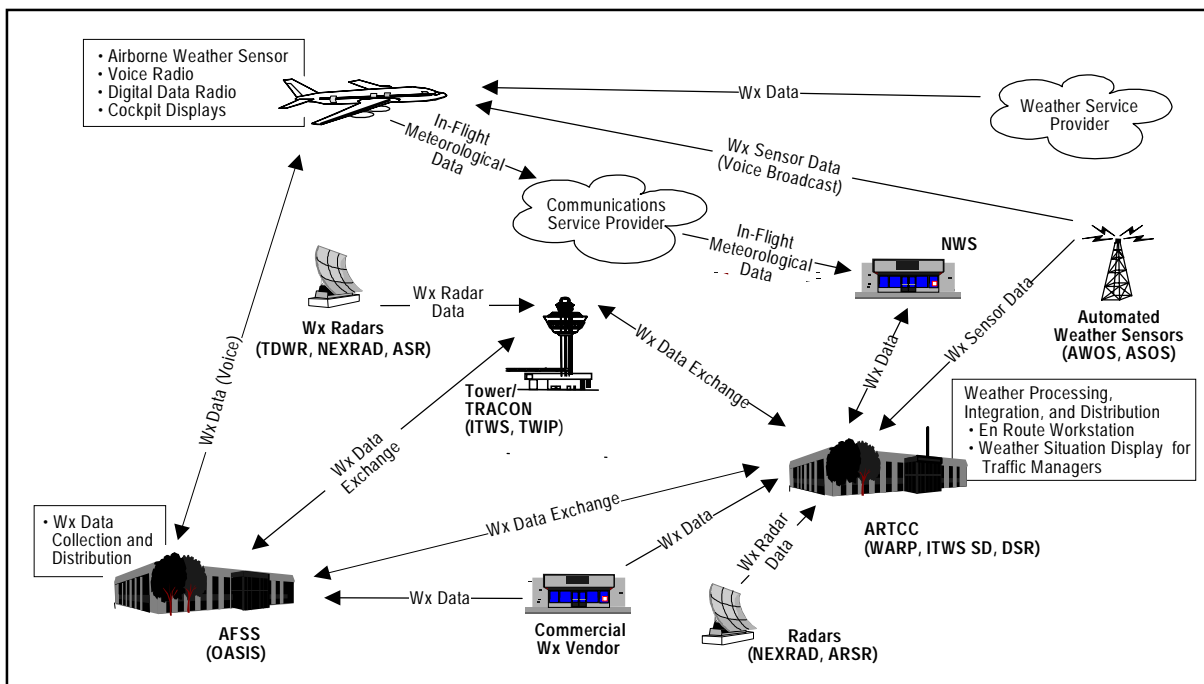 • Airborne Weather Sensor
• Voice Radio
• Digital Data Radio
• Cockpit Displays
Wx Data
Weather Service
Provider
In-Flight
Meteorological
Data
Wx Sensor Data
(Voice Broadcast)
Communications
Service Provider
In-Flight
Meteorological
Data
NWS
Wx Radar
Data
Wx Radars
(TDWR, NEXRAD, ASR)
Wx Data Exchange
Wx Data
Wx Sensor Data
Automated
Weather Sensors
(AWOS, ASOS)
Wx Data (Voice)
Tower/
TRACON
(ITWS, TWIP)
Weather Processing,
Integration, and Distribution
• En Route Workstation
• Weather Situation Display for
Traffic Managers
Wx Data
Exchange
Wx Data Exchange
Wx Data
Wx Radar
Data
ARTCC
(WARP, ITWS SD, DSR)
• Wx Data
Collection and
Distribution
Wx Data
AFSS
(OASIS)
Commercial
Wx Vendor
Radars
(NEXRAD, ARSR)